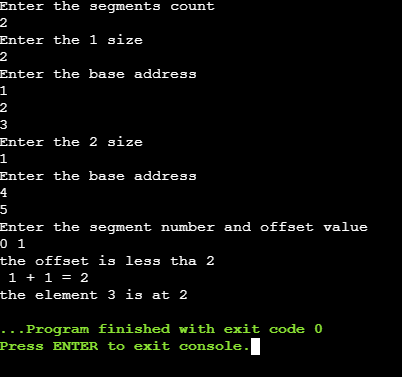 Enter the segments count
2
Enter the 1 size
2
Enter the base address
1
2
3
Enter the 2 size
1
Enter the base address
4
5
Enter the segment number and offset value
0 1
the offset is less tha 2
1 + 1 = 2
the element 3 is at 2
...Program finished with exit code 0
Press ENTER to exit console.